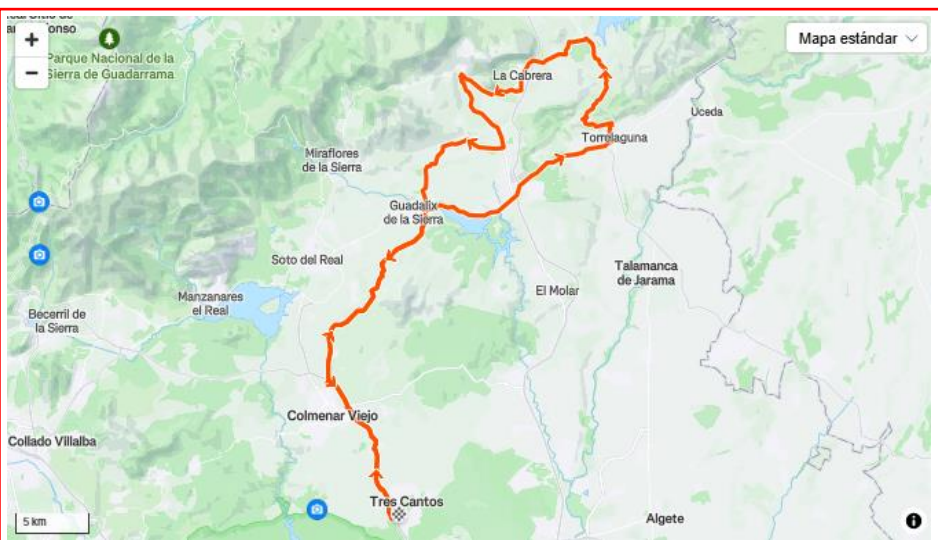 +
Mapa estándar
−
Parque Nacional de la
Sierra de Guadarrama
La Cabrera
Uceda
Torrelaguna
Miraflores
de la Sierra
Guadalix
de la Sierra
Soto del Real
Talamanca
de Jarama
El Molar
Manzanares
el Real
Becerril de
la Sierra
Colmenar Viejo
Collado Villalba
Tres Cantos
5 km
Algete
i